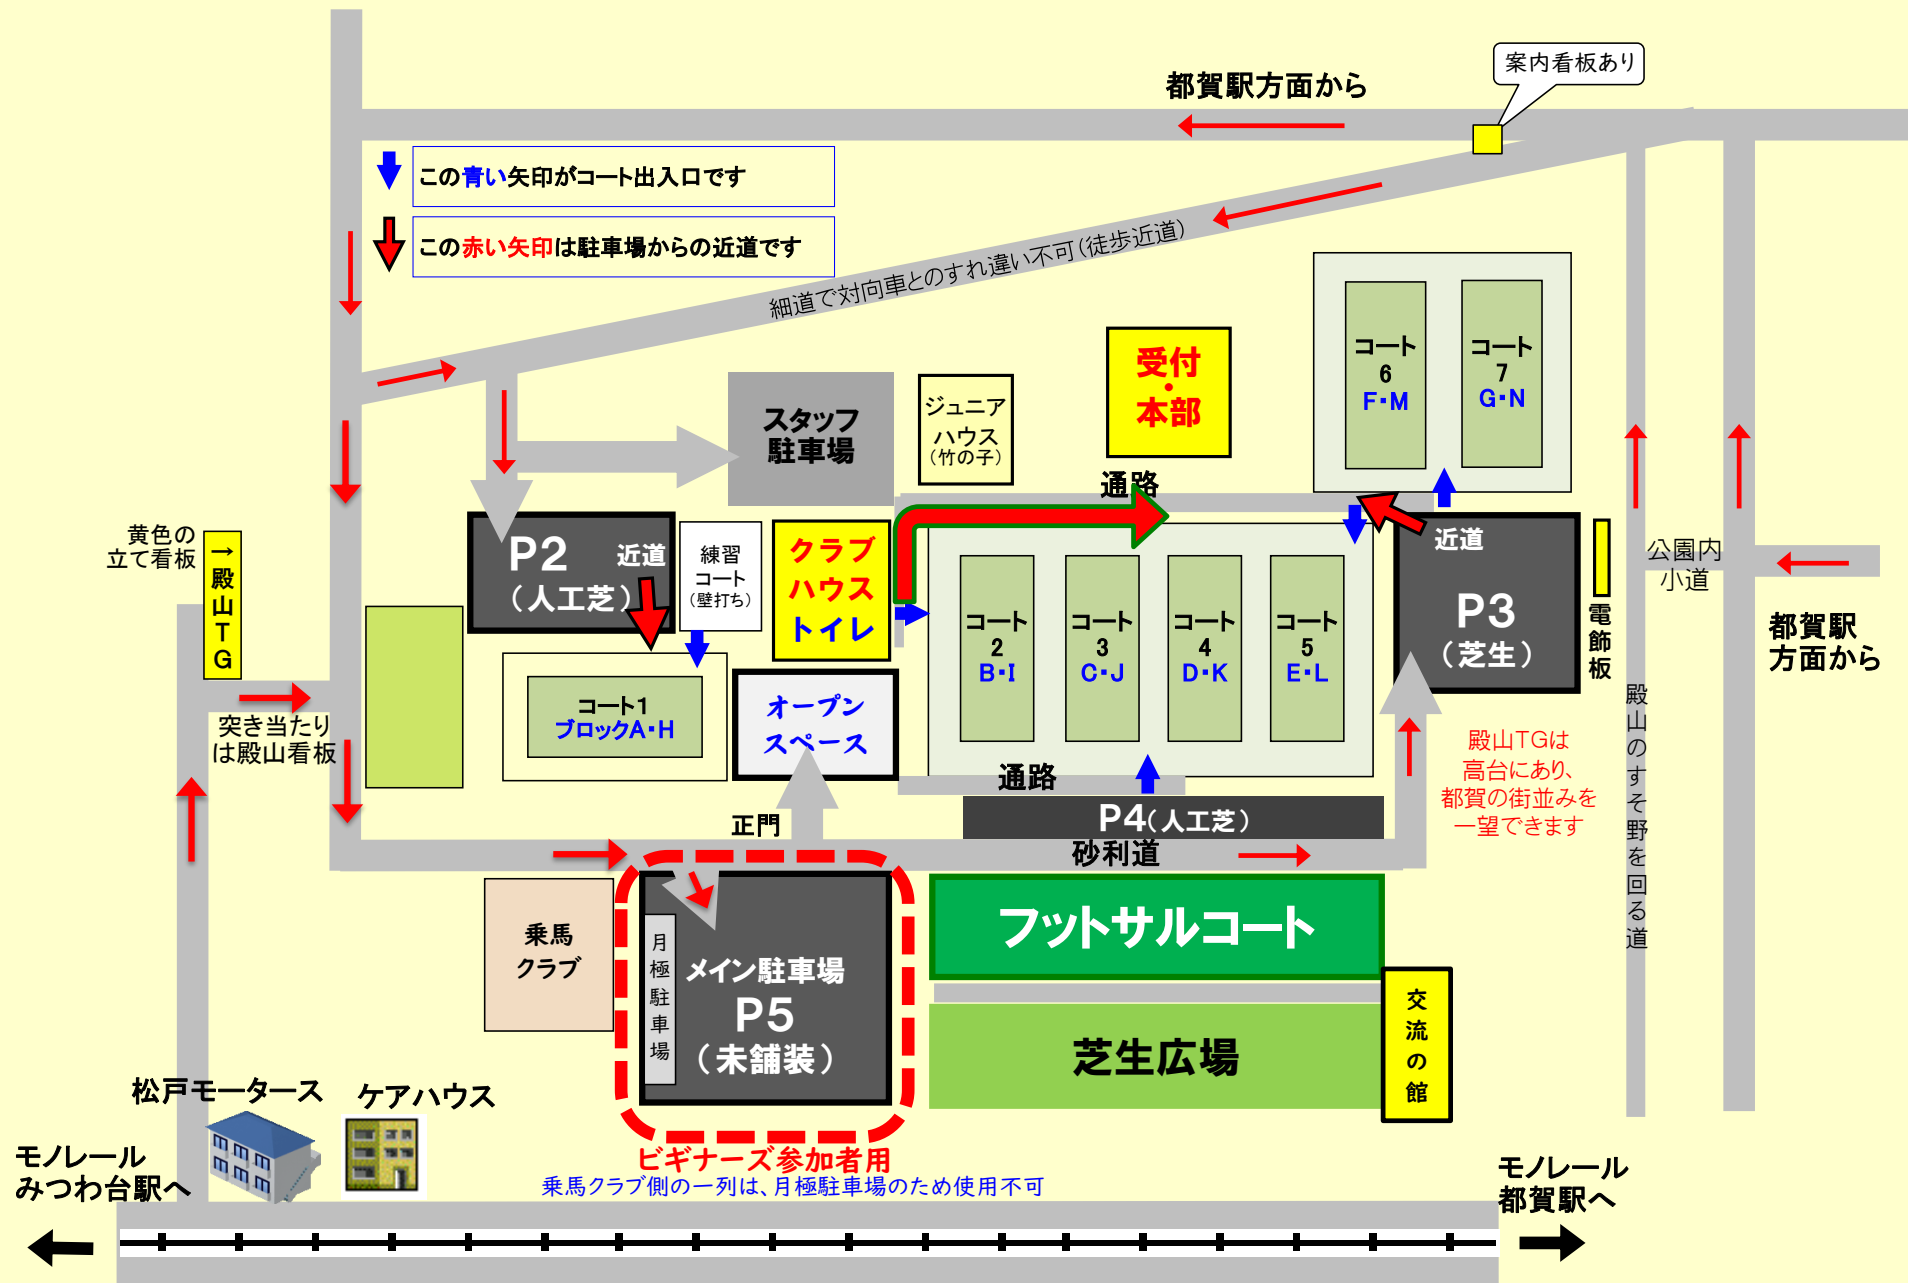 案内看板あり
都賀駅方面から
この青い矢印がコート出入口です
この赤い矢印は駐車場からの近道です
細道で対向車とのすれ違い不可(徒歩近道)
受付
・
本部
コート
6
F・M
コート
7
G・N
スタッフ
駐車場
ジュニア
ハウス
(竹の子)
通路
黄色の
立て看板
→殿山TG
P2
近道
(人工芝)
練習
コート
(壁打ち)
クラブ
ハウス
トイレ
コート
2
B・I
コート
3
C・J
コート
4
D・K
コート
5
E・L
近道
P3
(芝生)
電飾板
公園内
小道
都賀駅
方面から
突き当たり
は殿山看板
コート1
ブロックA・H
オープン
スペース
殿山のすそ野を回る道
殿山TGは
高台にあり、
都賀の街並みを
一望できます
通路
正門
P4(人工芝)
砂利道
乗馬
クラブ
月極駐車場
メイン駐車場
P5
(未舗装)
フットサルコート
芝生広場
交流の館
松戸モータース
ケアハウス
ビギナーズ参加者用
乗馬クラブ側の一列は、月極駐車場のため使用不可
モノレール
みつわ台駅へ
モノレール
都賀駅へ